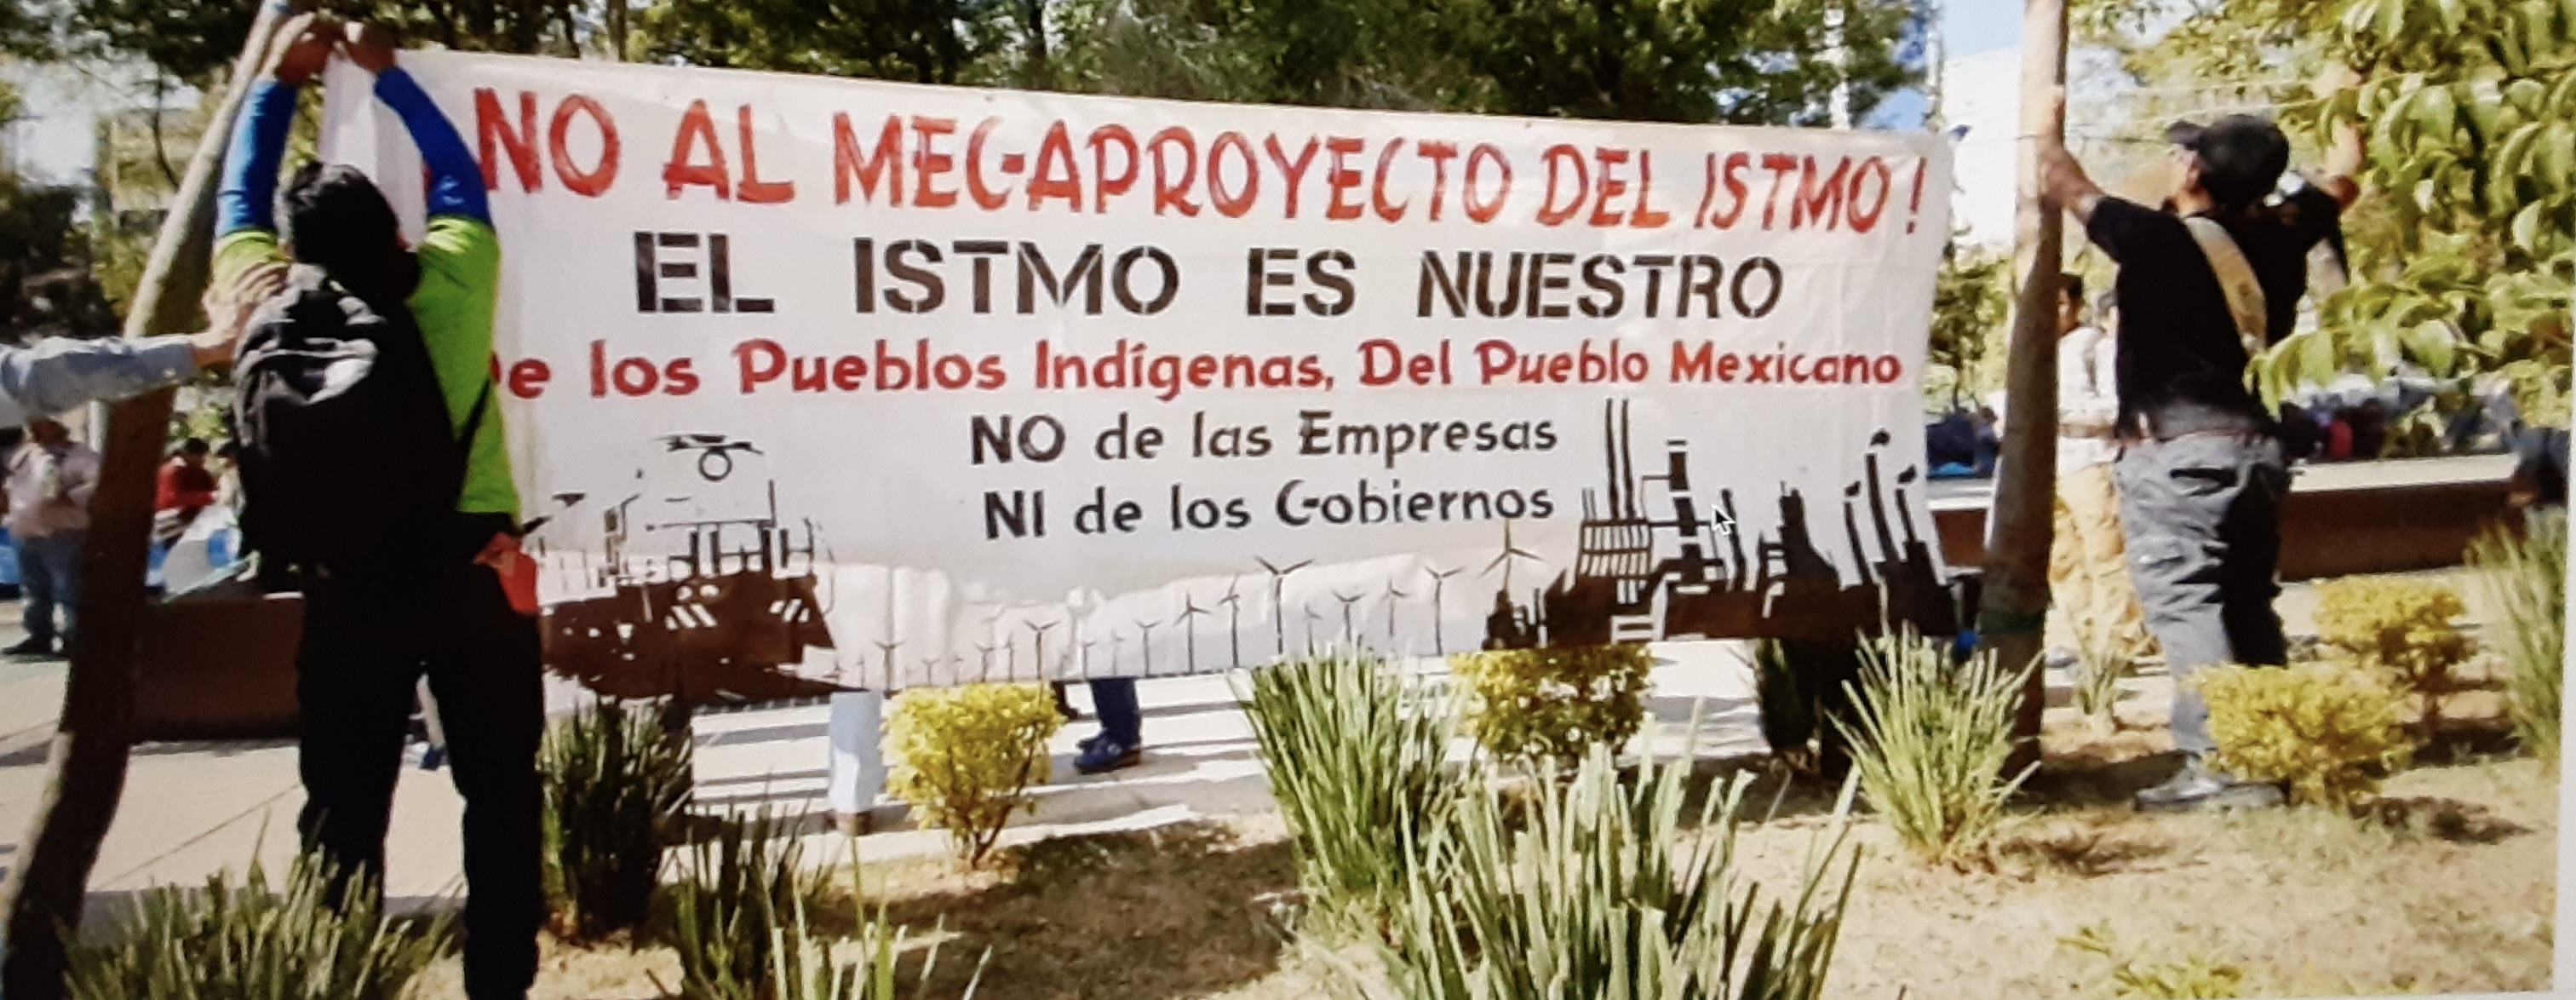 NO AL MEGAPROYECTO DEL ISTMO!
EL ISTMO ES NUESTRO
De los Pueblos Indígenas, Del Pueblo Mexicano
NO de las Empresas
NI de los Gobiernos